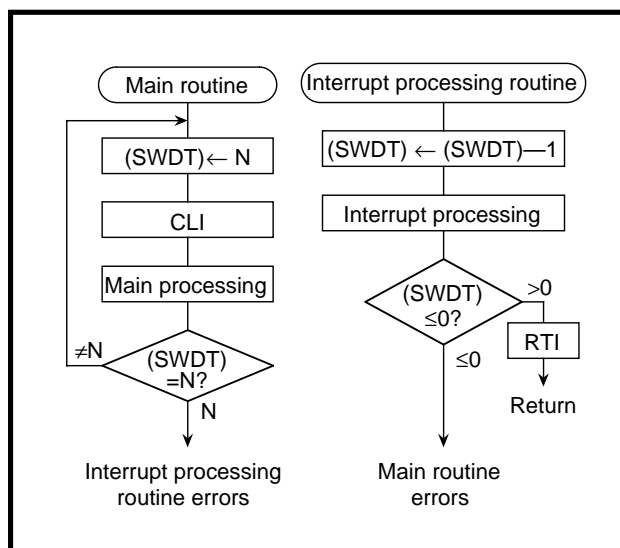 Main routine
(SWDT)← N
CLI
Main processing
≠N
(SWDT)
=N?
N
Interrupt processing
routine errors
Interrupt processing routine
(SWDT) ← (SWDT)—1
Interrupt processing
>0
(SWDT)
≤0?
RTI
≤0
Return
Main routine
errors